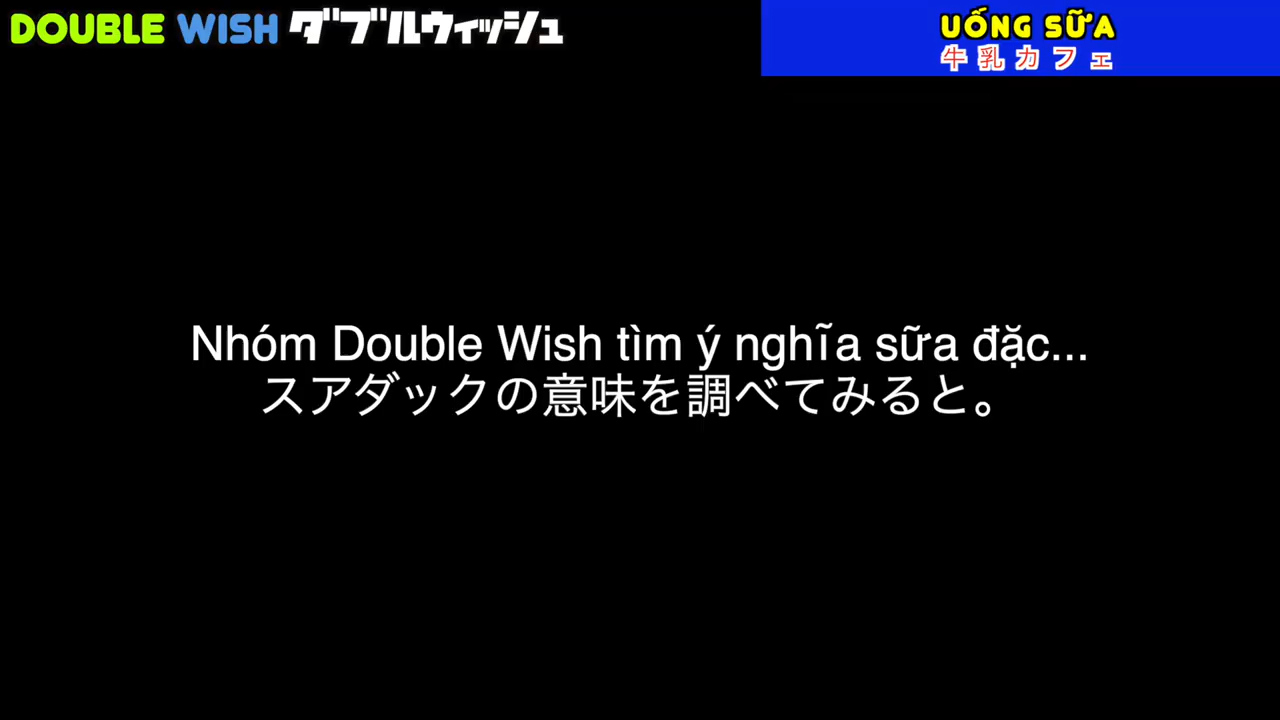 DOUBLE WISH ダブルウィッシュ
UỐNG SỮA
牛乳カフェ
Nhóm Double Wish tìm ý nghĩa sữa đặc...
スアダックの意味を調べてみると。